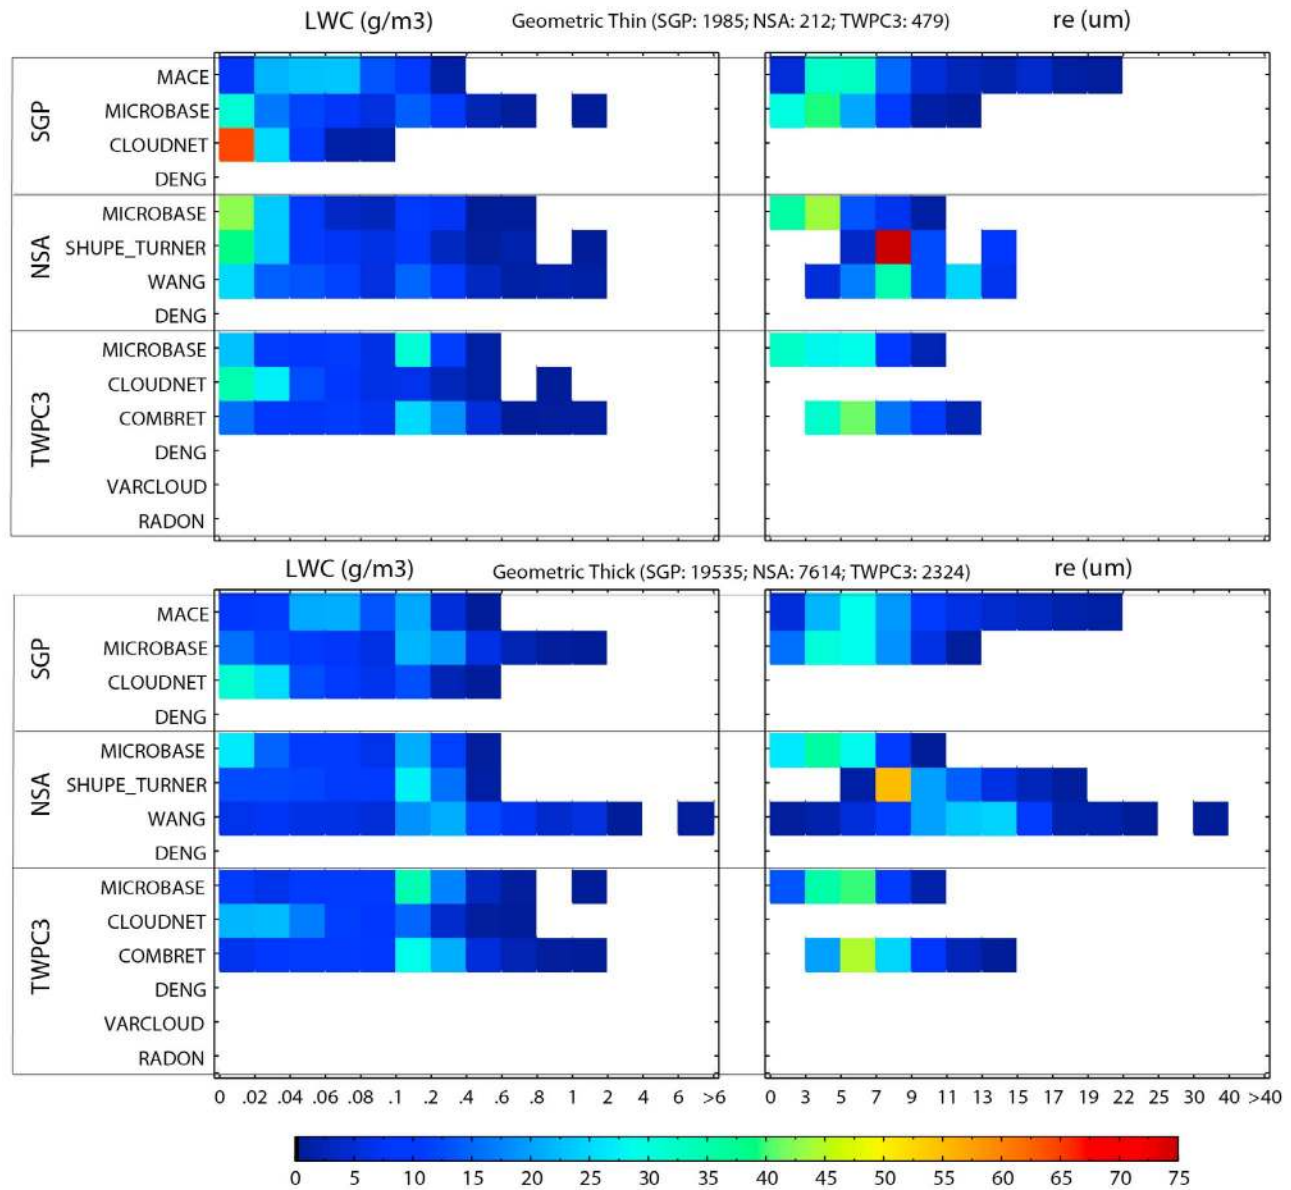 LWC (g/m3) Geometric Thin (SGP: 1985; NSA: 212; TWPC3: 479) re (um)
SGP
MACE
MICROBASE
CLOUDNET
DENG
NSA
MICROBASE
SHUPE_TURNER
WANG
DENG
TWPC3
MICROBASE
CLOUDNET
COMBRET
DENG
VARCLOUD
RADON
LWC (g/m3) Geometric Thick (SGP: 19535; NSA: 7614; TWPC3: 2324) re (um)
SGP
MACE
MICROBASE
CLOUDNET
DENG
NSA
MICROBASE
SHUPE_TURNER
WANG
DENG
TWPC3
MICROBASE
CLOUDNET
COMBRET
DENG
VARCLOUD
RADON
0 .02 .04 .06 .08 .1 .2 .4 .6 .8 1 2 4 6 >6 0 3 5 7 9 11 13 15 17 19 22 25 30 40 >40
0 5 10 15 20 25 30 35 40 45 50 55 60 65 70 75